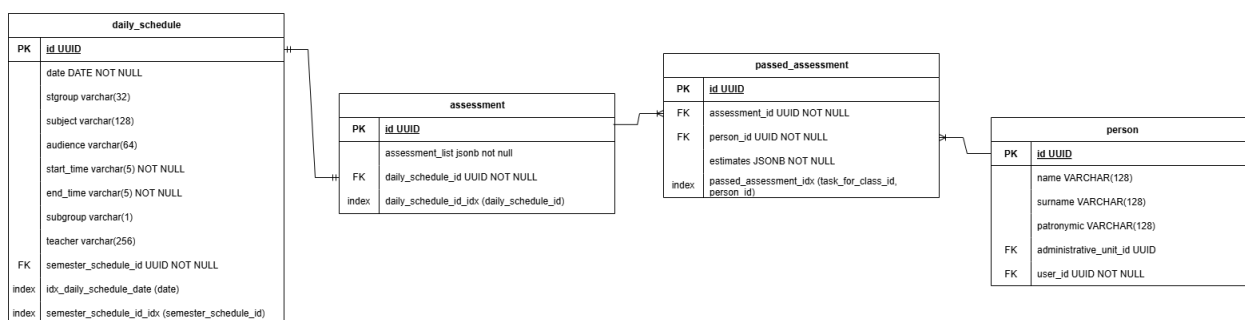 daily_schedule
PK id UUID
date DATE NOT NULL
stgroup varchar(32)
subject varchar(128)
audience varchar(64)
start_time varchar(5) NOT NULL
end_time varchar(5) NOT NULL
subgroup varchar(1)
teacher varchar(256)
FK semester_schedule_id UUID NOT NULL
index idx_daily_schedule_date (date)
index semester_schedule_id_idx (semester_schedule_id)
assessment
PK id UUID
assessment_list jsonb not null
FK daily_schedule_id UUID NOT NULL
index daily_schedule_id_idx (daily_schedule_id)
passed_assessment
PK id UUID
FK assessment_id UUID NOT NULL
FK person_id UUID NOT NULL
estimates JSONB NOT NULL
index passed_assessment_idx (task_for_class_id,
person_id)
person
PK id UUID
name VARCHAR(128)
surname VARCHAR(128)
patronymic VARCHAR(128)
FK administrative_unit_id UUID
FK user_id UUID NOT NULL